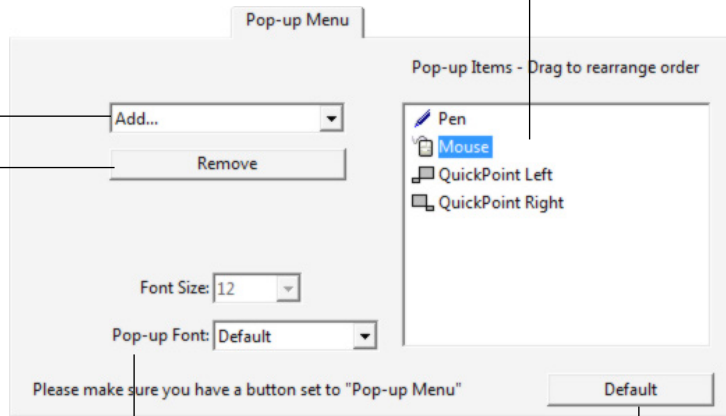 Pop-up Menu
Pop-up Items - Drag to rearrange order
Add...
Remove
Pen
Mouse
QuickPoint Left
QuickPoint Right
Font Size: 12
Pop-up Font: Default
Please make sure you have a button set to "Pop-up Menu"
Default